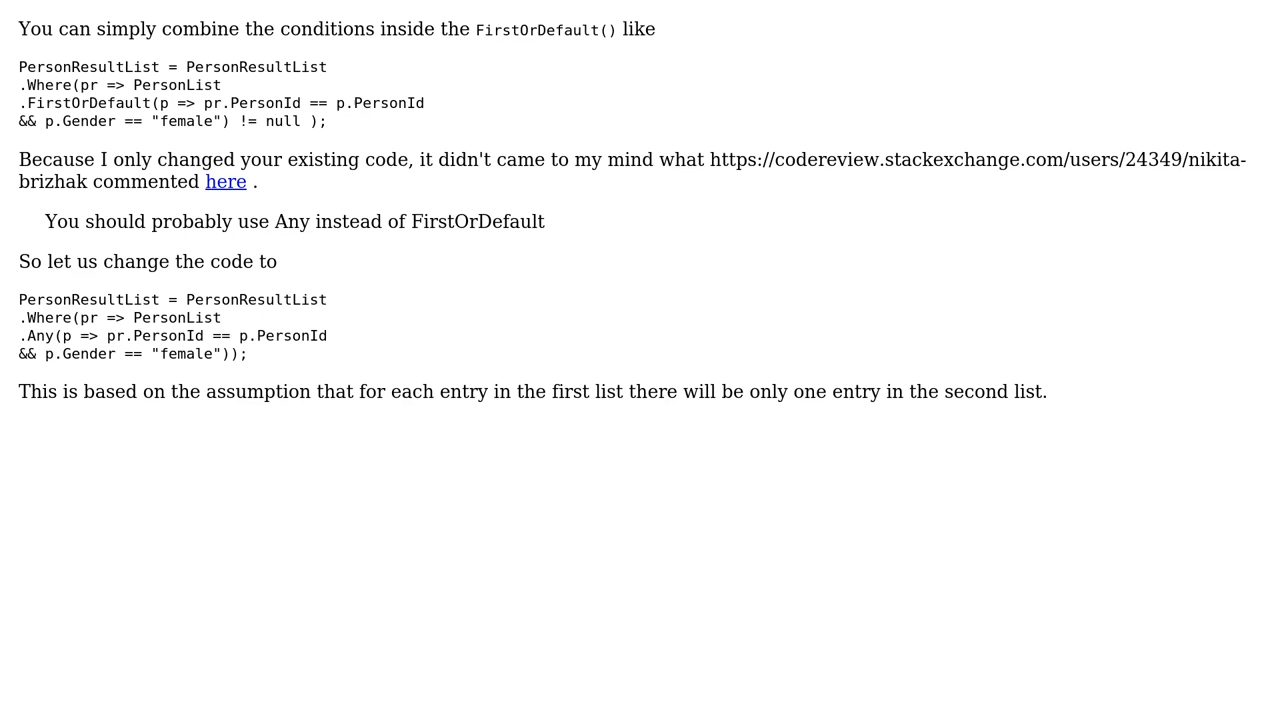 You can simply combine the conditions inside the FirstOrDefault() like
PersonResultList = PersonResultList
.Where(pr => PersonList
.FirstOrDefault(p => pr.PersonId == p.PersonId
&& p.Gender == "female") != null );
Because I only changed your existing code, it didn't came to my mind what https://codereview.stackexchange.com/users/24349/nikita-
brizhak commented here .
You should probably use Any instead of FirstOrDefault
So let us change the code to
PersonResultList = PersonResultList
.Where(pr => PersonList
.Any(p => pr.PersonId == p.PersonId
&& p.Gender == "female"));
This is based on the assumption that for each entry in the first list there will be only one entry in the second list.